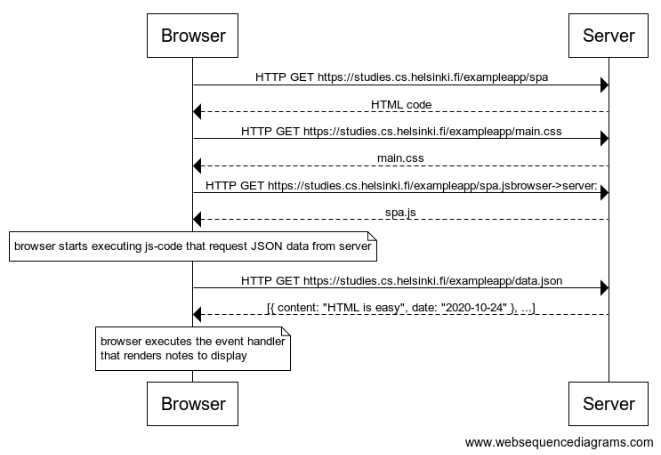 Browser
Server
HTTP GET https://studies.cs.helsinki.fi/exampleapp/spa
HTML code
HTTP GET https://studies.cs.helsinki.fi/exampleapp/main.css
main.css
HTTP GET https://studies.cs.helsinki.fi/exampleapp/spa.jsbrowser->server:
spa.js
browser starts executing js-code that request JSON data from server
HTTP GET https://studies.cs.helsinki.fi/exampleapp/data.json
[{ content: "HTML is easy", date: "2020-10-24" }, ...]
browser executes the event handler
that renders notes to display
Browser
Server
www.websequencediagrams.com